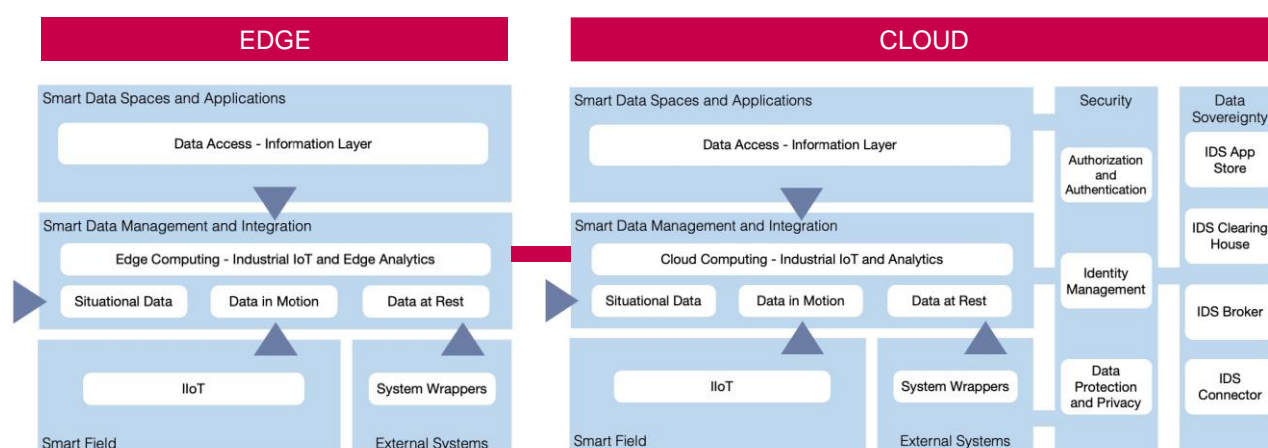 EDGE
Smart Data Spaces and Applications
Data Access - Information Layer
Smart Data Management and Integration
Edge Computing - Industrial IoT and Edge Analytics
Situational Data
Data in Motion
Data at Rest
IIoT
System Wrappers
Smart Field
External Systems
CLOUD
Smart Data Spaces and Applications
Data Access - Information Layer
Smart Data Management and Integration
Cloud Computing - Industrial IoT and Analytics
Situational Data
Data in Motion
Data at Rest
IIoT
System Wrappers
Smart Field
External Systems
Security
Authorization
and
Authentication
Identity
Management
Data
Protection
and Privacy
Data
Sovereignty
IDS App
Store
IDS Clearing
House
IDS Broker
IDS
Connector